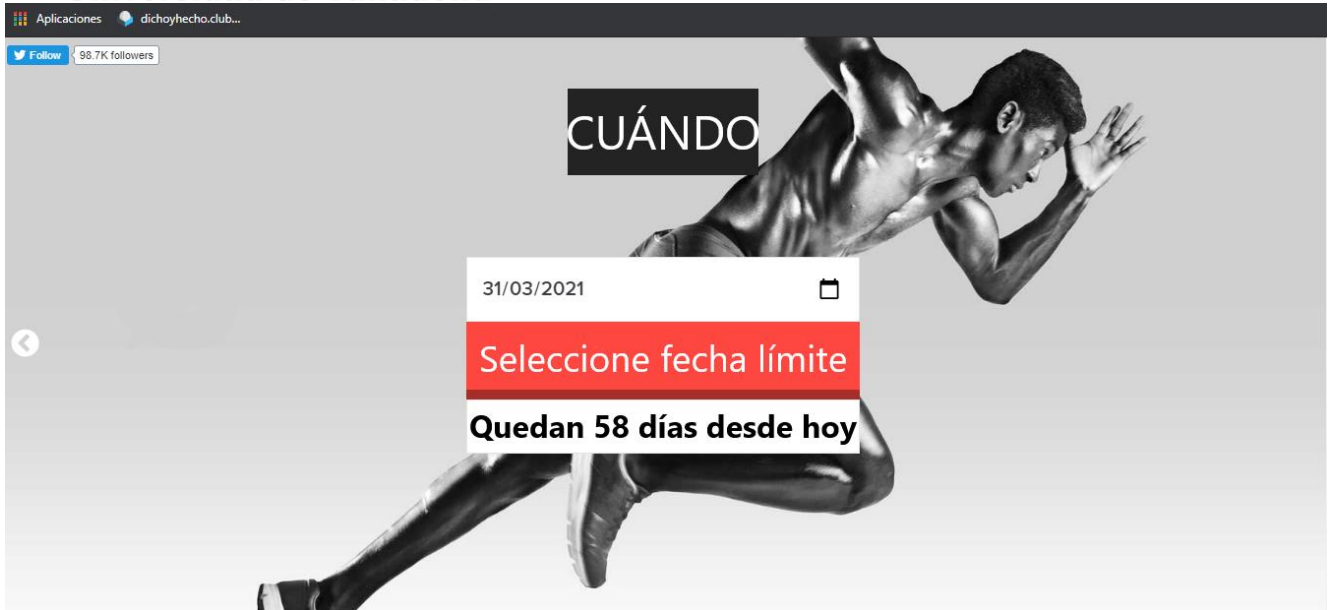 Aplicaciones dichoyhecho.club...
Follow 98.7K followers
CUÁNDO
31/03/2021
Seleccione fecha límite
Quedan 58 días desde hoy